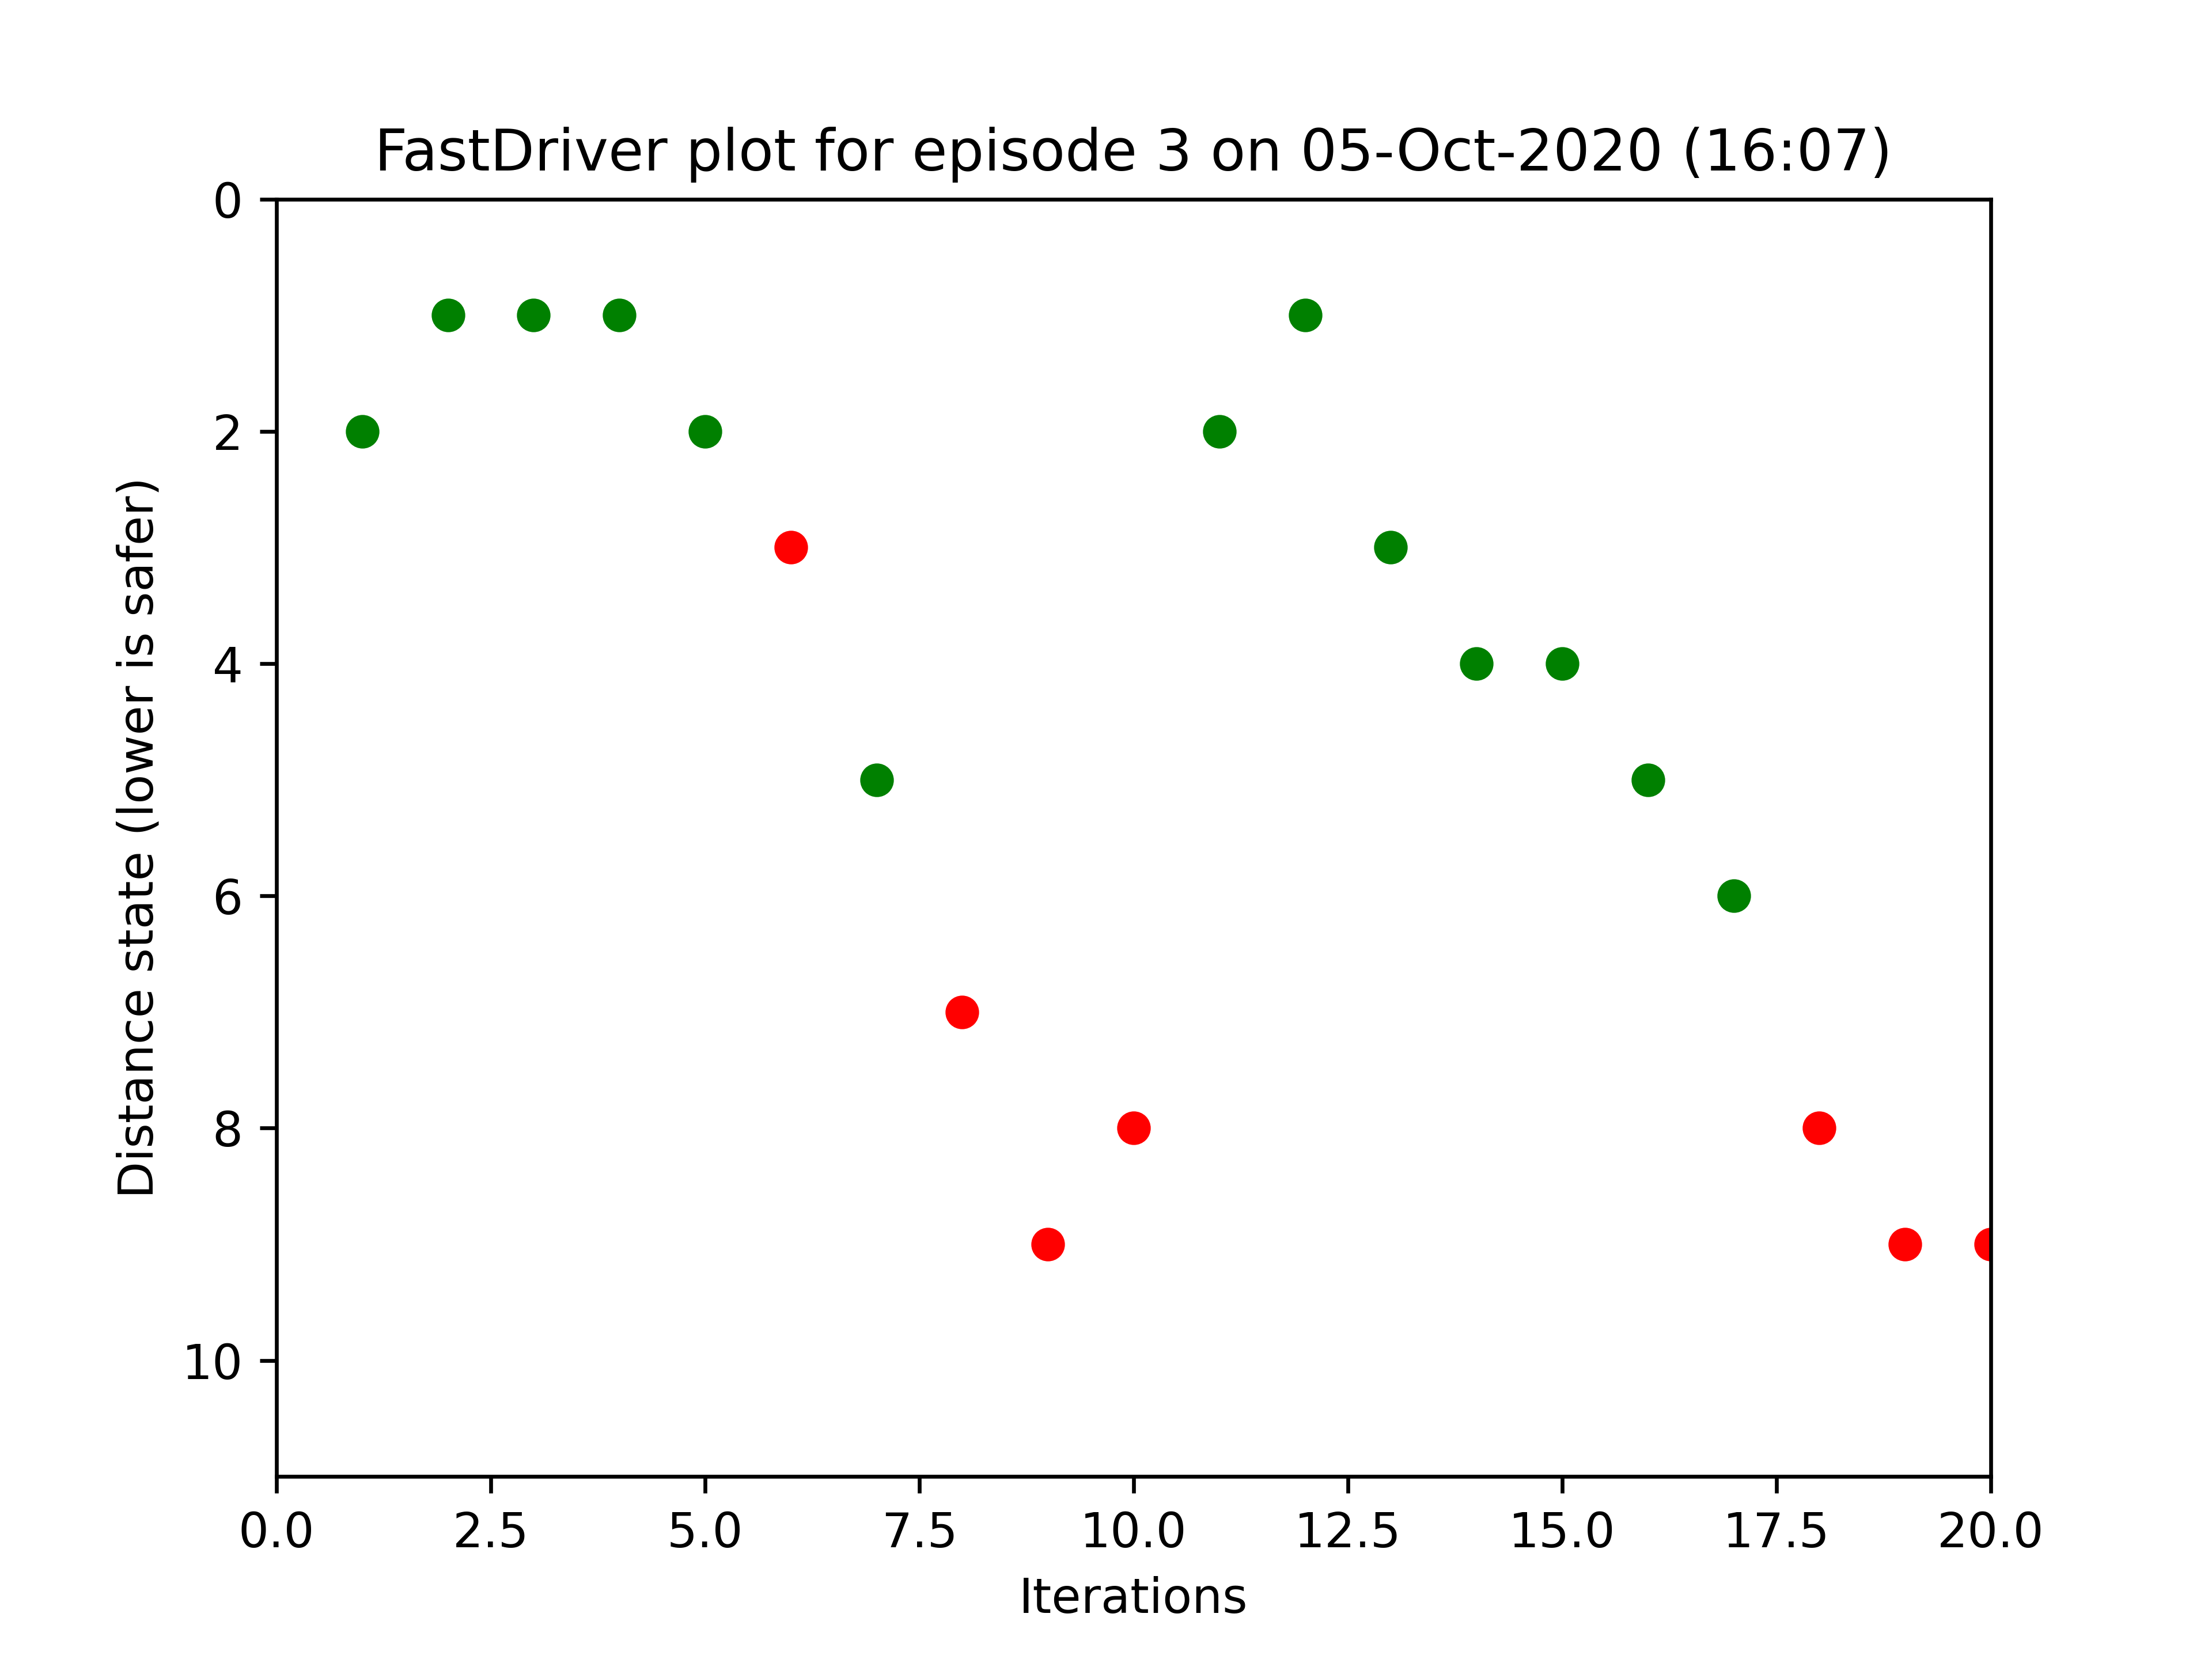 FastDriver plot for episode 3 on 05-Oct-2020 (16:07)
Distance state (lower is safer)
0
2
4
6
8
10
0.0 2.5 5.0 7.5 10.0 12.5 15.0 17.5 20.0
Iterations